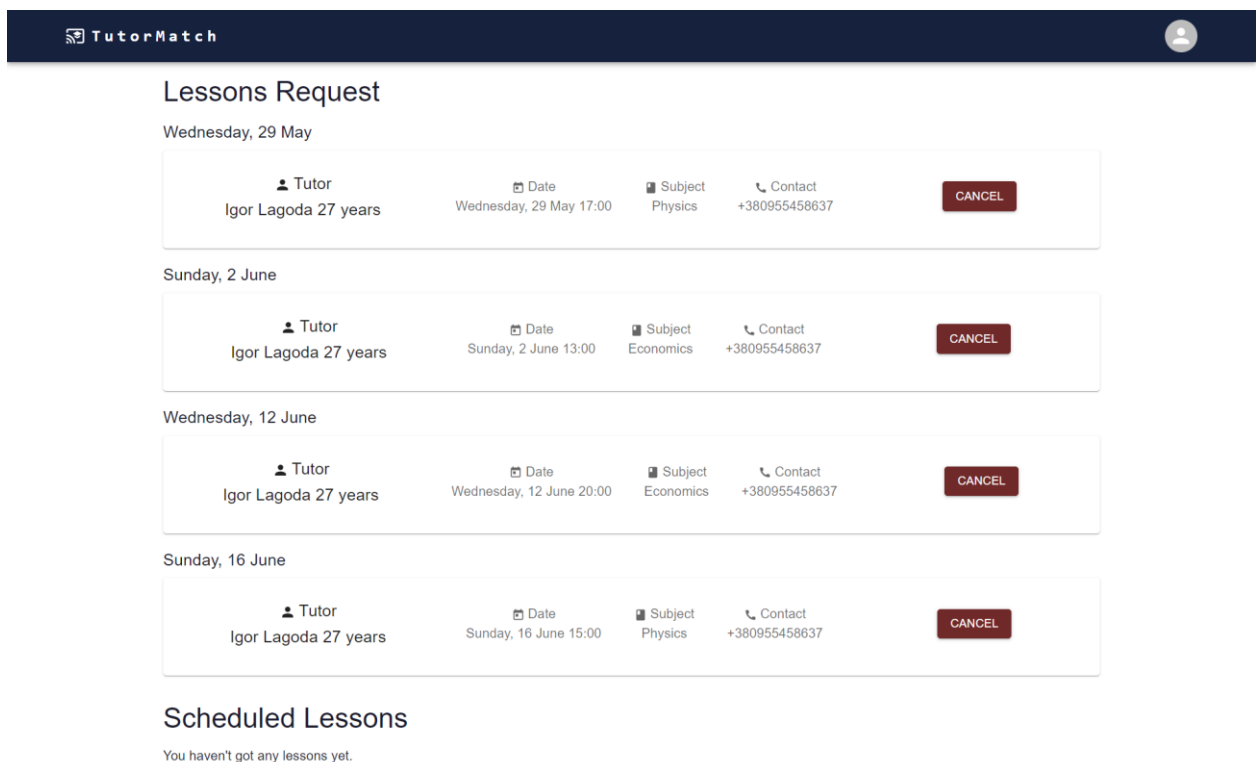 TutorMatch
Lessons Request
Wednesday, 29 May
Tutor
Igor Lagoda 27 years
Date
Wednesday, 29 May 17:00
Subject
Physics
Contact
+380955458637
CANCEL
Sunday, 2 June
Tutor
Igor Lagoda 27 years
Date
Sunday, 2 June 13:00
Subject
Economics
Contact
+380955458637
CANCEL
Wednesday, 12 June
Tutor
Igor Lagoda 27 years
Date
Wednesday, 12 June 20:00
Subject
Economics
Contact
+380955458637
CANCEL
Sunday, 16 June
Tutor
Igor Lagoda 27 years
Date
Sunday, 16 June 15:00
Subject
Physics
Contact
+380955458637
CANCEL
Scheduled Lessons
You haven't got any lessons yet.